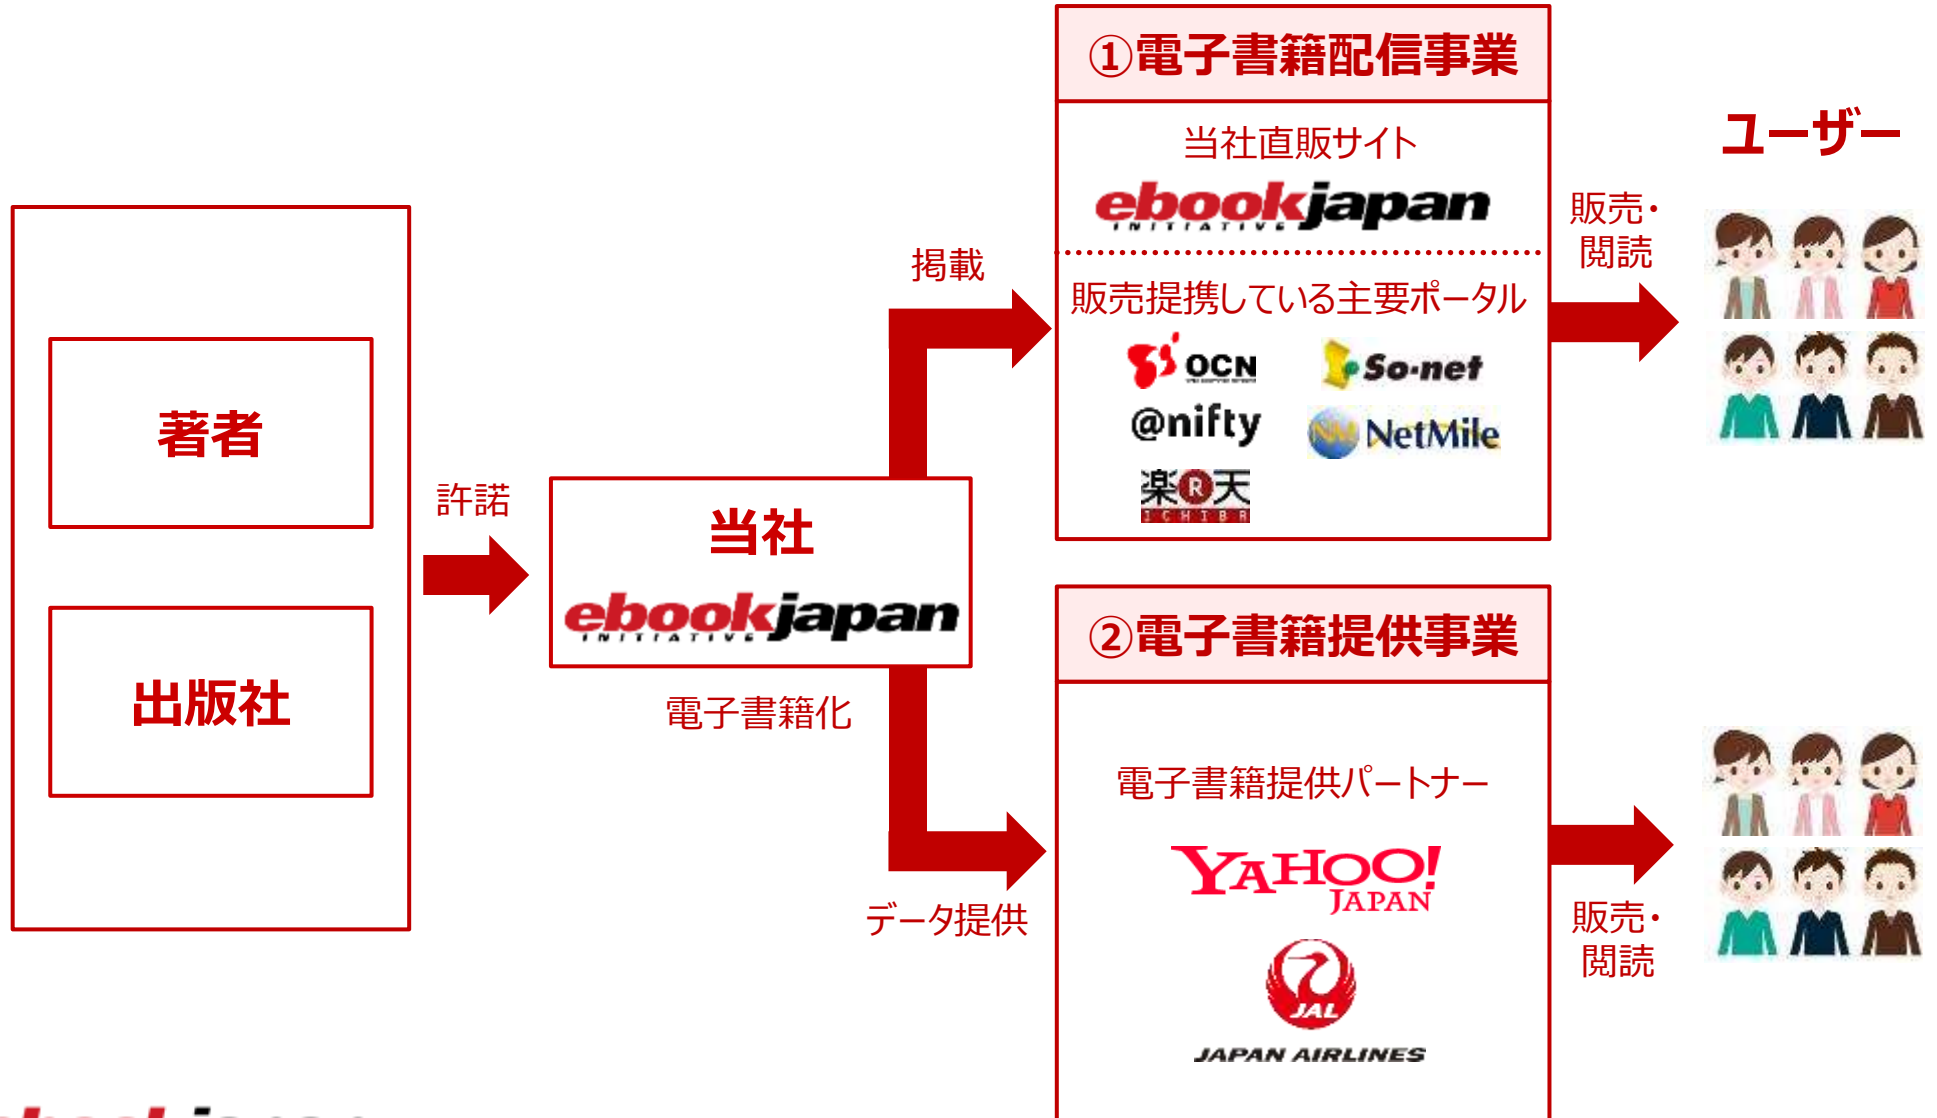 著者
出版社
許諾
当社
ebookjapan
INITIATIVE
電子書籍化
掲載
データ提供
①電子書籍配信事業
当社直販サイト
ebookjapan
INITIATIVE
販売提携している主要ポータル
OCN
So-net
@nifty
NetMile
楽R天
ICHIBA
販売・
閲読
ユーザー
②電子書籍提供事業
電子書籍提供パートナー
YAHOO!
JAPAN
JAL
JAPAN AIRLINES
販売・
閲読